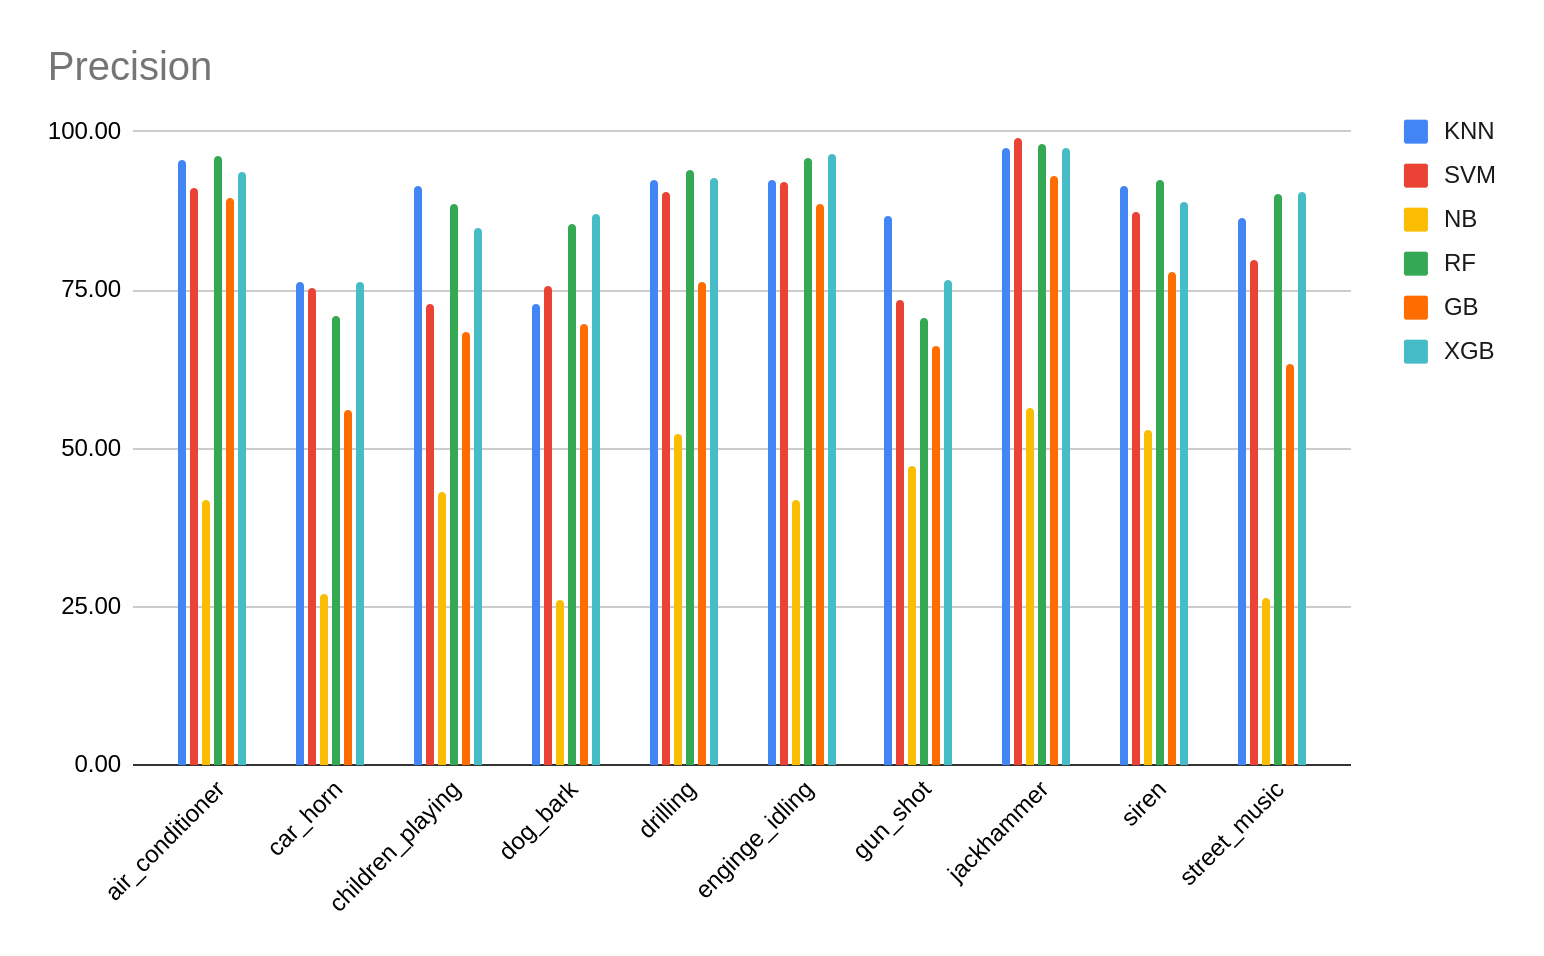 Precision
100.00
75.00
50.00
25.00
0.00
KNN
SVM
NB
RF
GB
XGB
air_conditioner
car_horn
children_playing
dog_bark
drilling
enginge_idling
gun_shot
jackhammer
siren
street_music